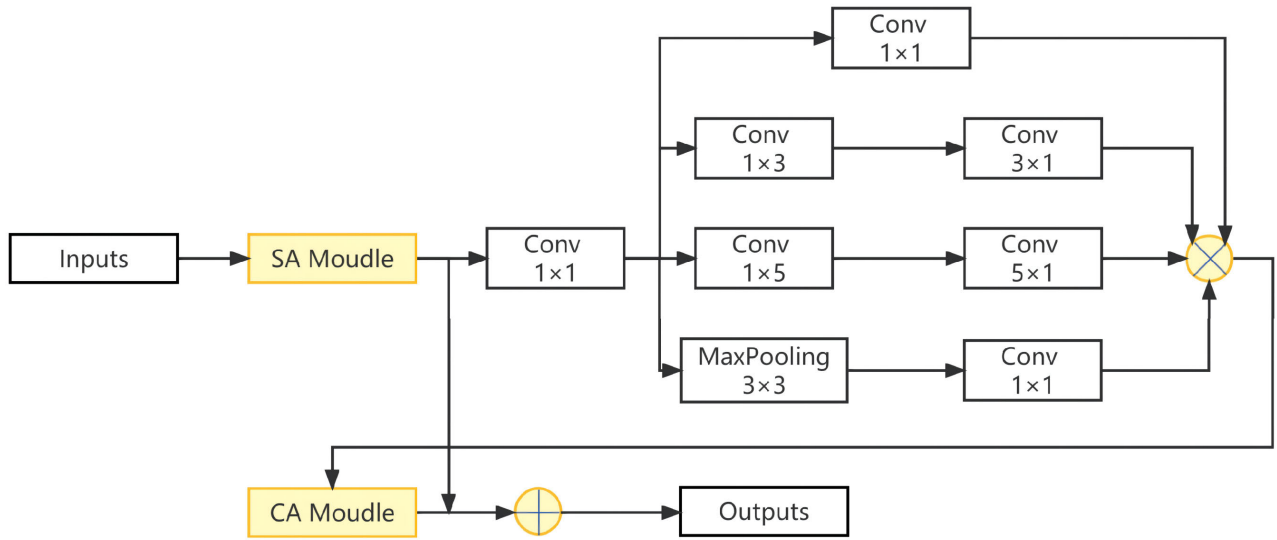 Conv
1×1
Conv
1×3
Conv
3×1
Inputs
SA Moudle
Conv
1×1
Conv
1×5
Conv
5×1
MaxPooling
3×3
Conv
1×1
CA Moudle
Outputs